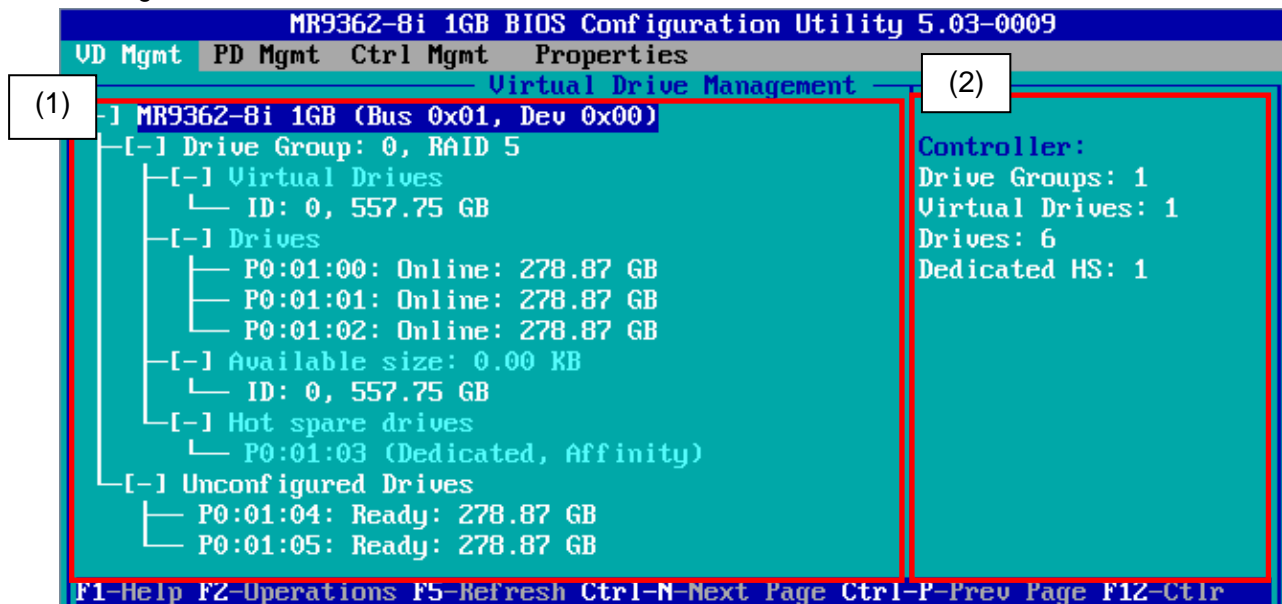 MR9362-8i 1GB BIOS Configuration Utility 5.03-0009
VD Mgmt PD Mgmt Ctrl Mgmt Properties
Virtual Drive Management
(1)
(2)
-] MR9362-8i 1GB (Bus 0x01, Dev 0x00)
[-] Drive Group: 0, RAID 5
[-] Virtual Drives
ID: 0, 557.75 GB
[-] Drives
P0:01:00: Online: 278.87 GB
P0:01:01: Online: 278.87 GB
P0:01:02: Online: 278.87 GB
[-] Available size: 0.00 KB
ID: 0, 557.75 GB
[-] Hot spare drives
P0:01:03 (Dedicated, Affinity)
[-] Unconfigured Drives
P0:01:04: Ready: 278.87 GB
P0:01:05: Ready: 278.87 GB
Controller:
Drive Groups: 1
Virtual Drives: 1
Drives: 6
Dedicated HS: 1
F1-Help F2-Operations F5-Refresh Ctrl-N-Next Page Ctrl-P-Prev Page F12-Ctlr